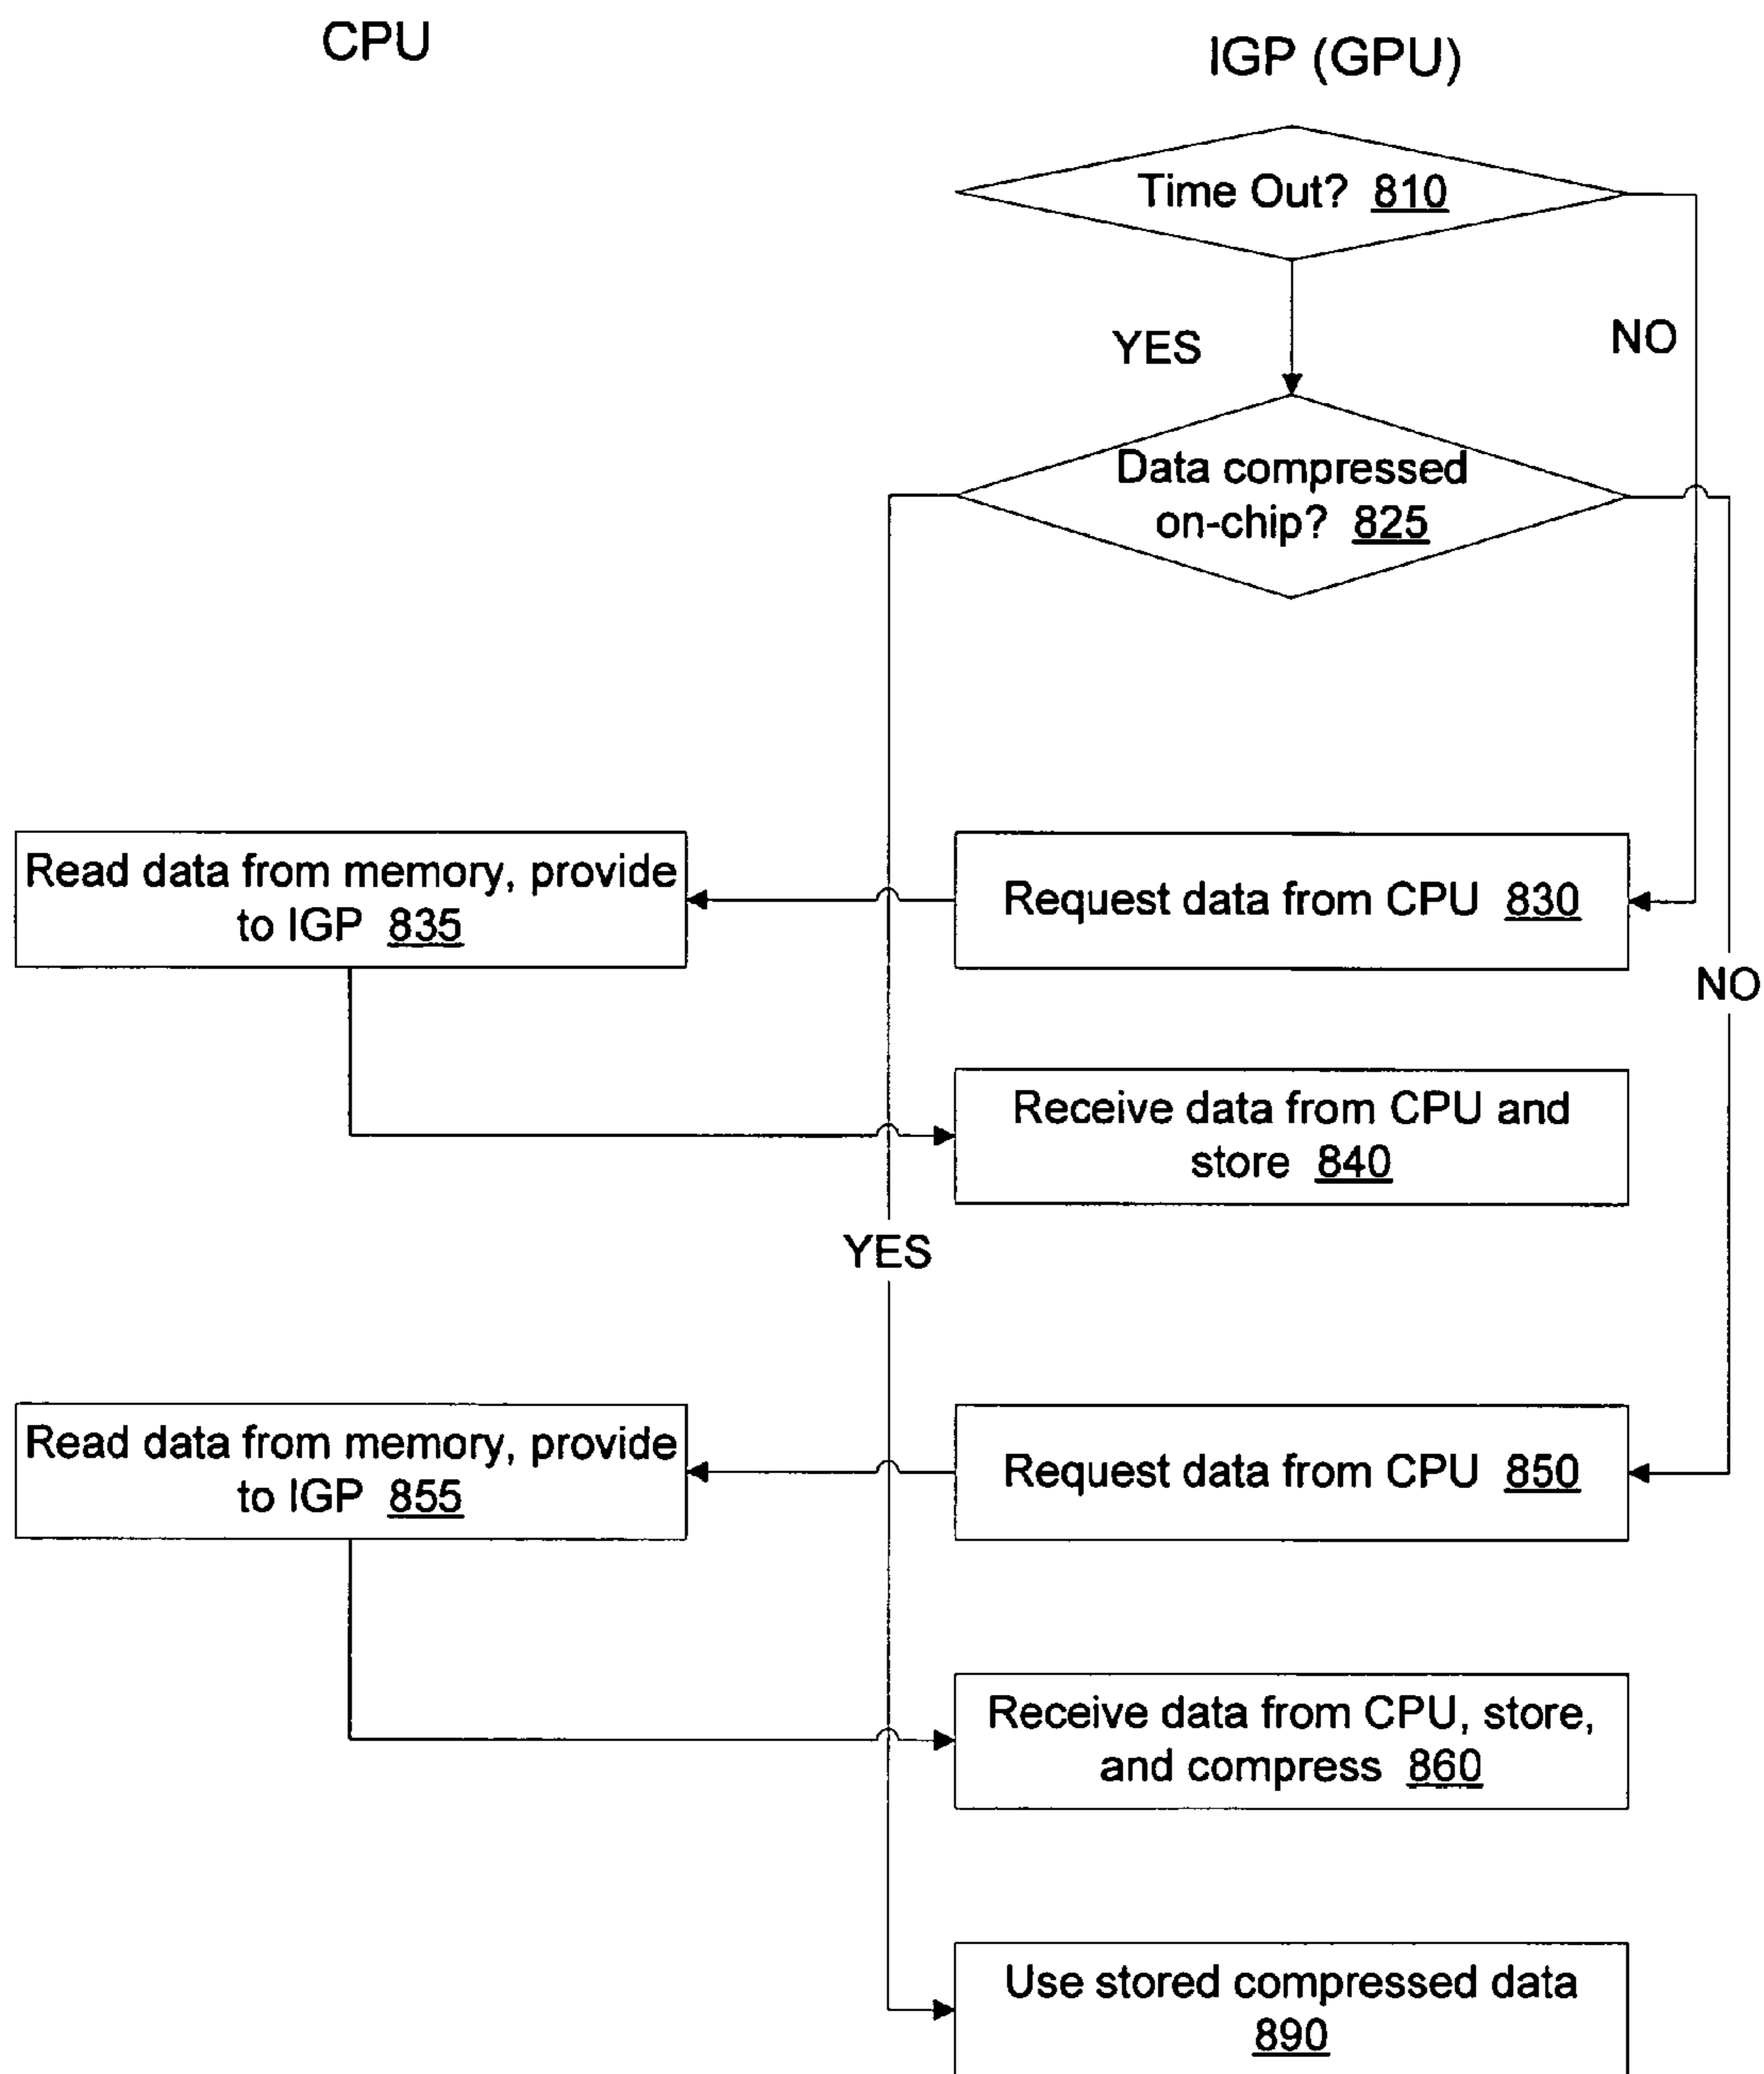 CPU
IGP (GPU)
Time Out? 810
YES
NO
Data compressed
on-chip? 825
Read data from memory, provide
to IGP 835
Request data from CPU 830
NO
Receive data from CPU and
store 840
YES
Read data from memory, provide
to IGP 855
Request data from CPU 850
Receive data from CPU, store,
and compress 860
Use stored compressed data
890